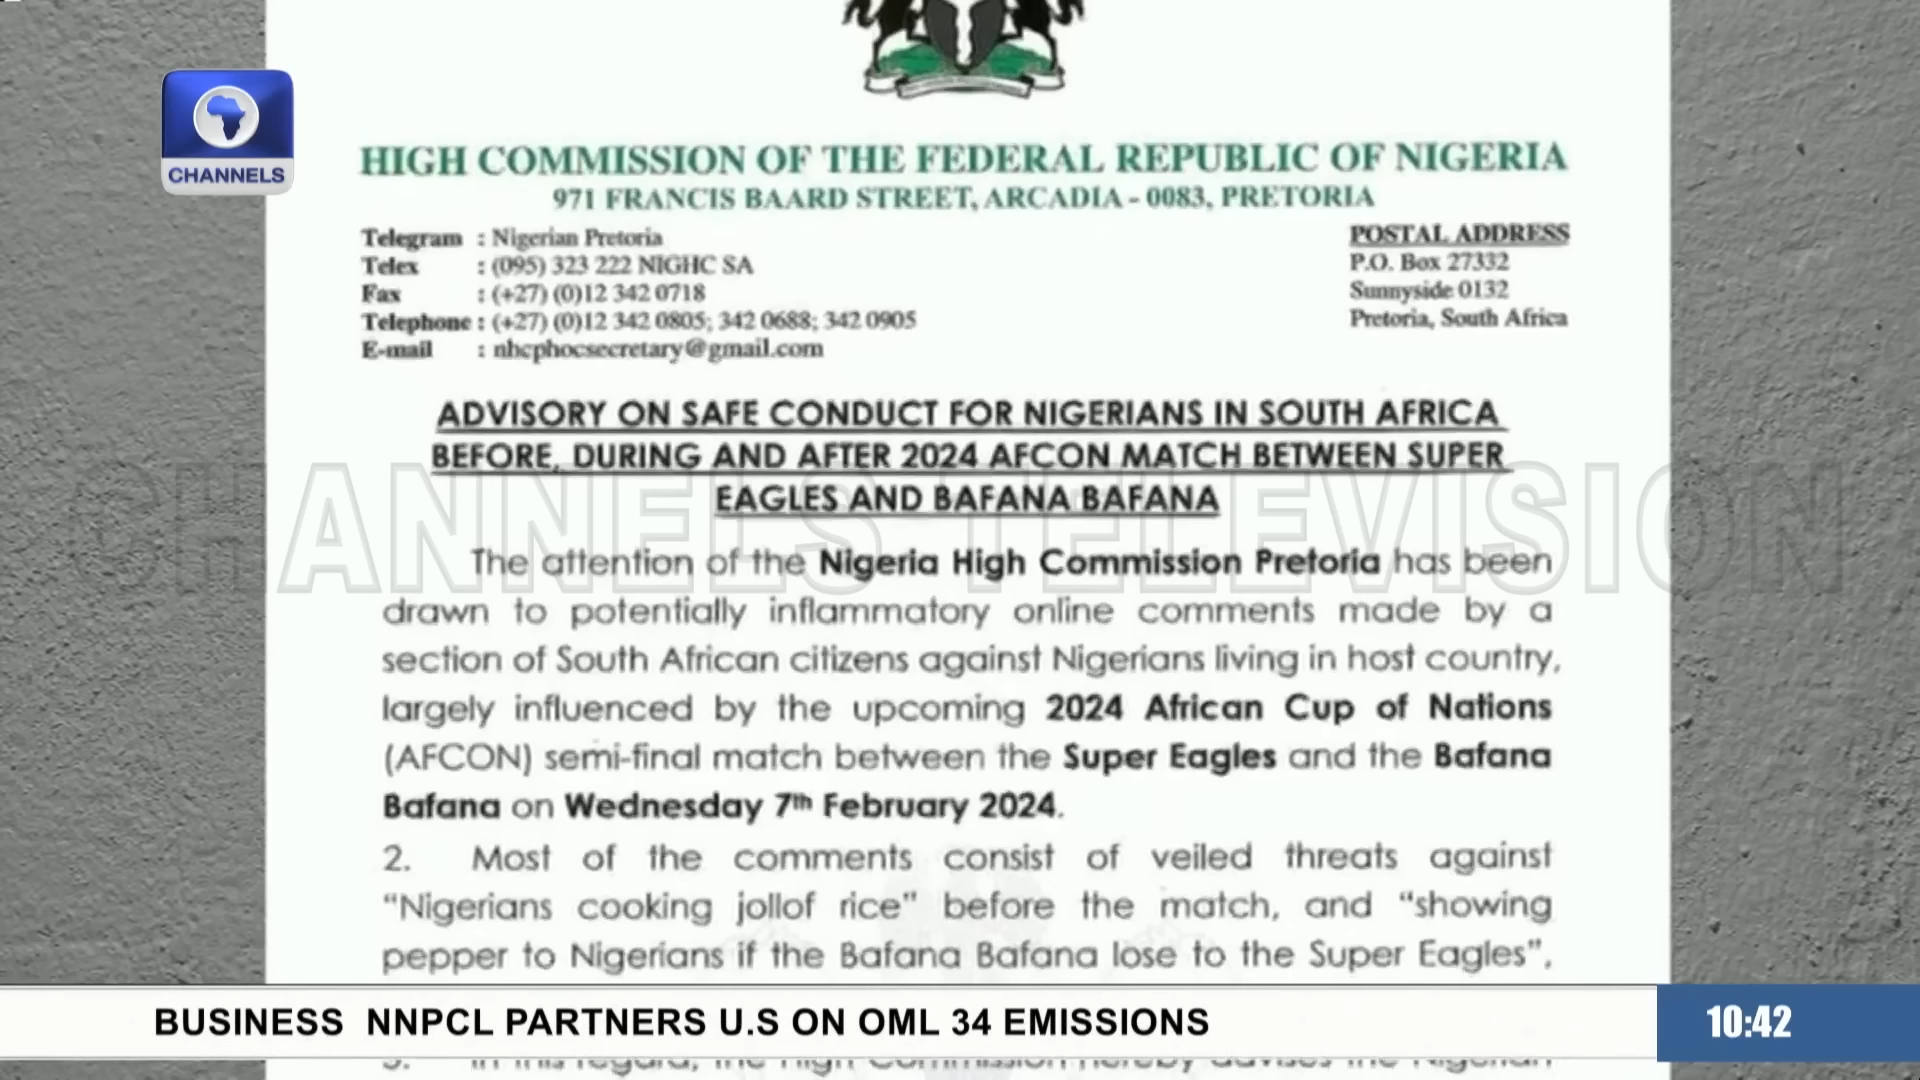 CHANNELS
HIGH COMMISSION OF THE FEDERAL REPUBLIC OF NIGERIA
971 FRANCIS BAARD STREET, ARCADIA - 0083, PRETORIA
Telegram : Nigerian Pretoria
Telex : (095) 323 222 NIGHC SA
Fax : (+27) (0)12 342 0718
Telephone : (+27) (0)12 342 0805; 342 0688; 342 0905
E-mail : nhcphocsecretary@gmail.com
POSTAL ADDRESS
P.O. Box 27332
Sunnyside 0132
Pretoria, South Africa
ADVISORY ON SAFE CONDUCT FOR NIGERIANS IN SOUTH AFRICA
BEFORE, DURING AND AFTER 2024 AFCON MATCH BETWEEN SUPER
EAGLES AND BAFANA BAFANA
CHANNELS TELEVISION
The attention of the Nigeria High Commission Pretoria has been
drawn to potentially inflammatory online comments made by a
section of South African citizens against Nigerians living in host country,
largely influenced by the upcoming 2024 African Cup of Nations
(AFCON) semi-final match between the Super Eagles and the Bafana
Bafana on Wednesday 7th February 2024.
2. Most of the comments consist of veiled threats against
“Nigerians cooking jollof rice” before the match, and “showing
pepper to Nigerians if the Bafana Bafana lose to the Super Eagles”,
BUSINESS NNPCL PARTNERS U.S ON OML 34 EMISSIONS
10:42